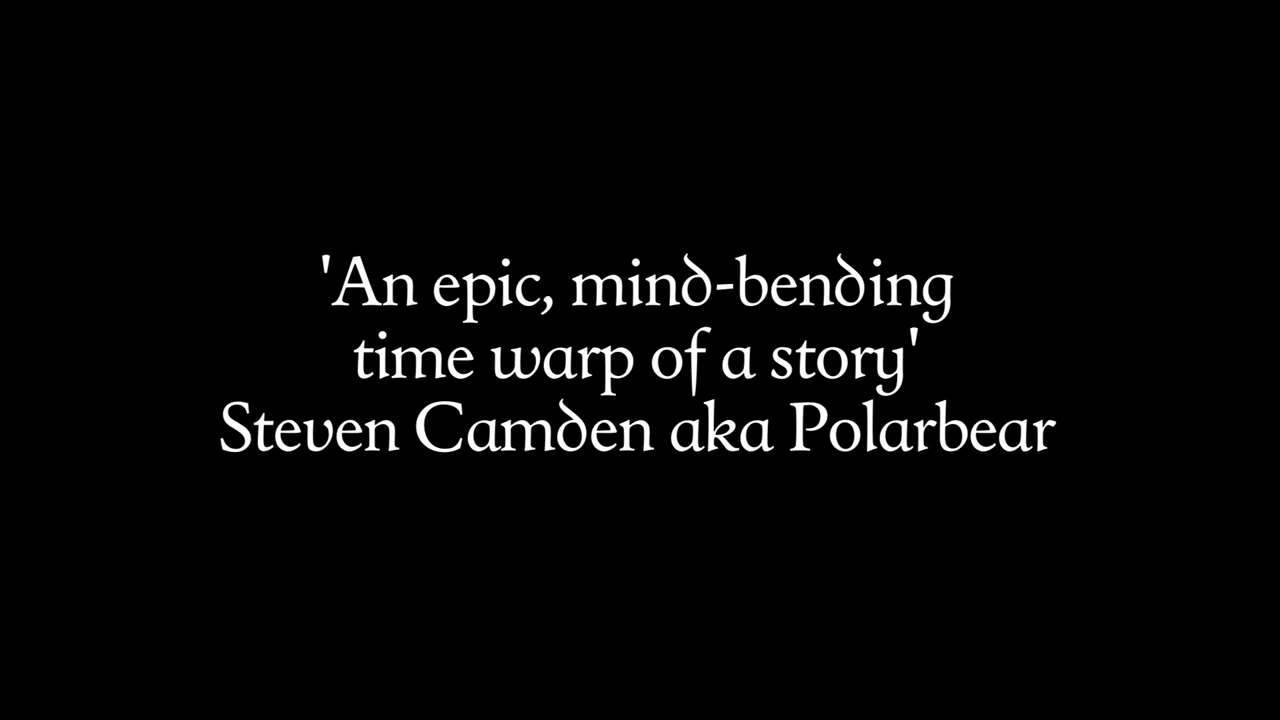 'An epic, mind-bending
time warp of a story'
Steven Camden aka Polarbear